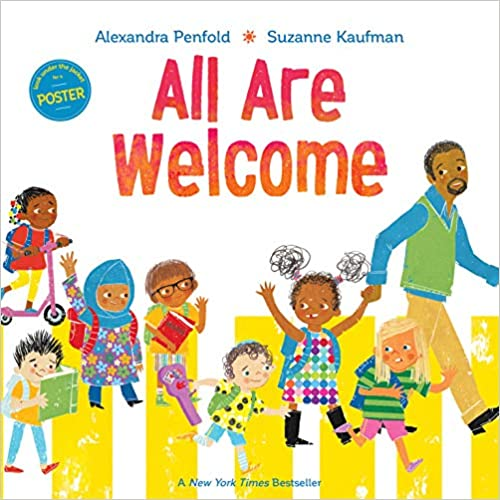 Alexandra Penfold ☀ Suzanne Kaufman
look under the jacket
for a
POSTER
All Are
Welcome
A New York Times Bestseller